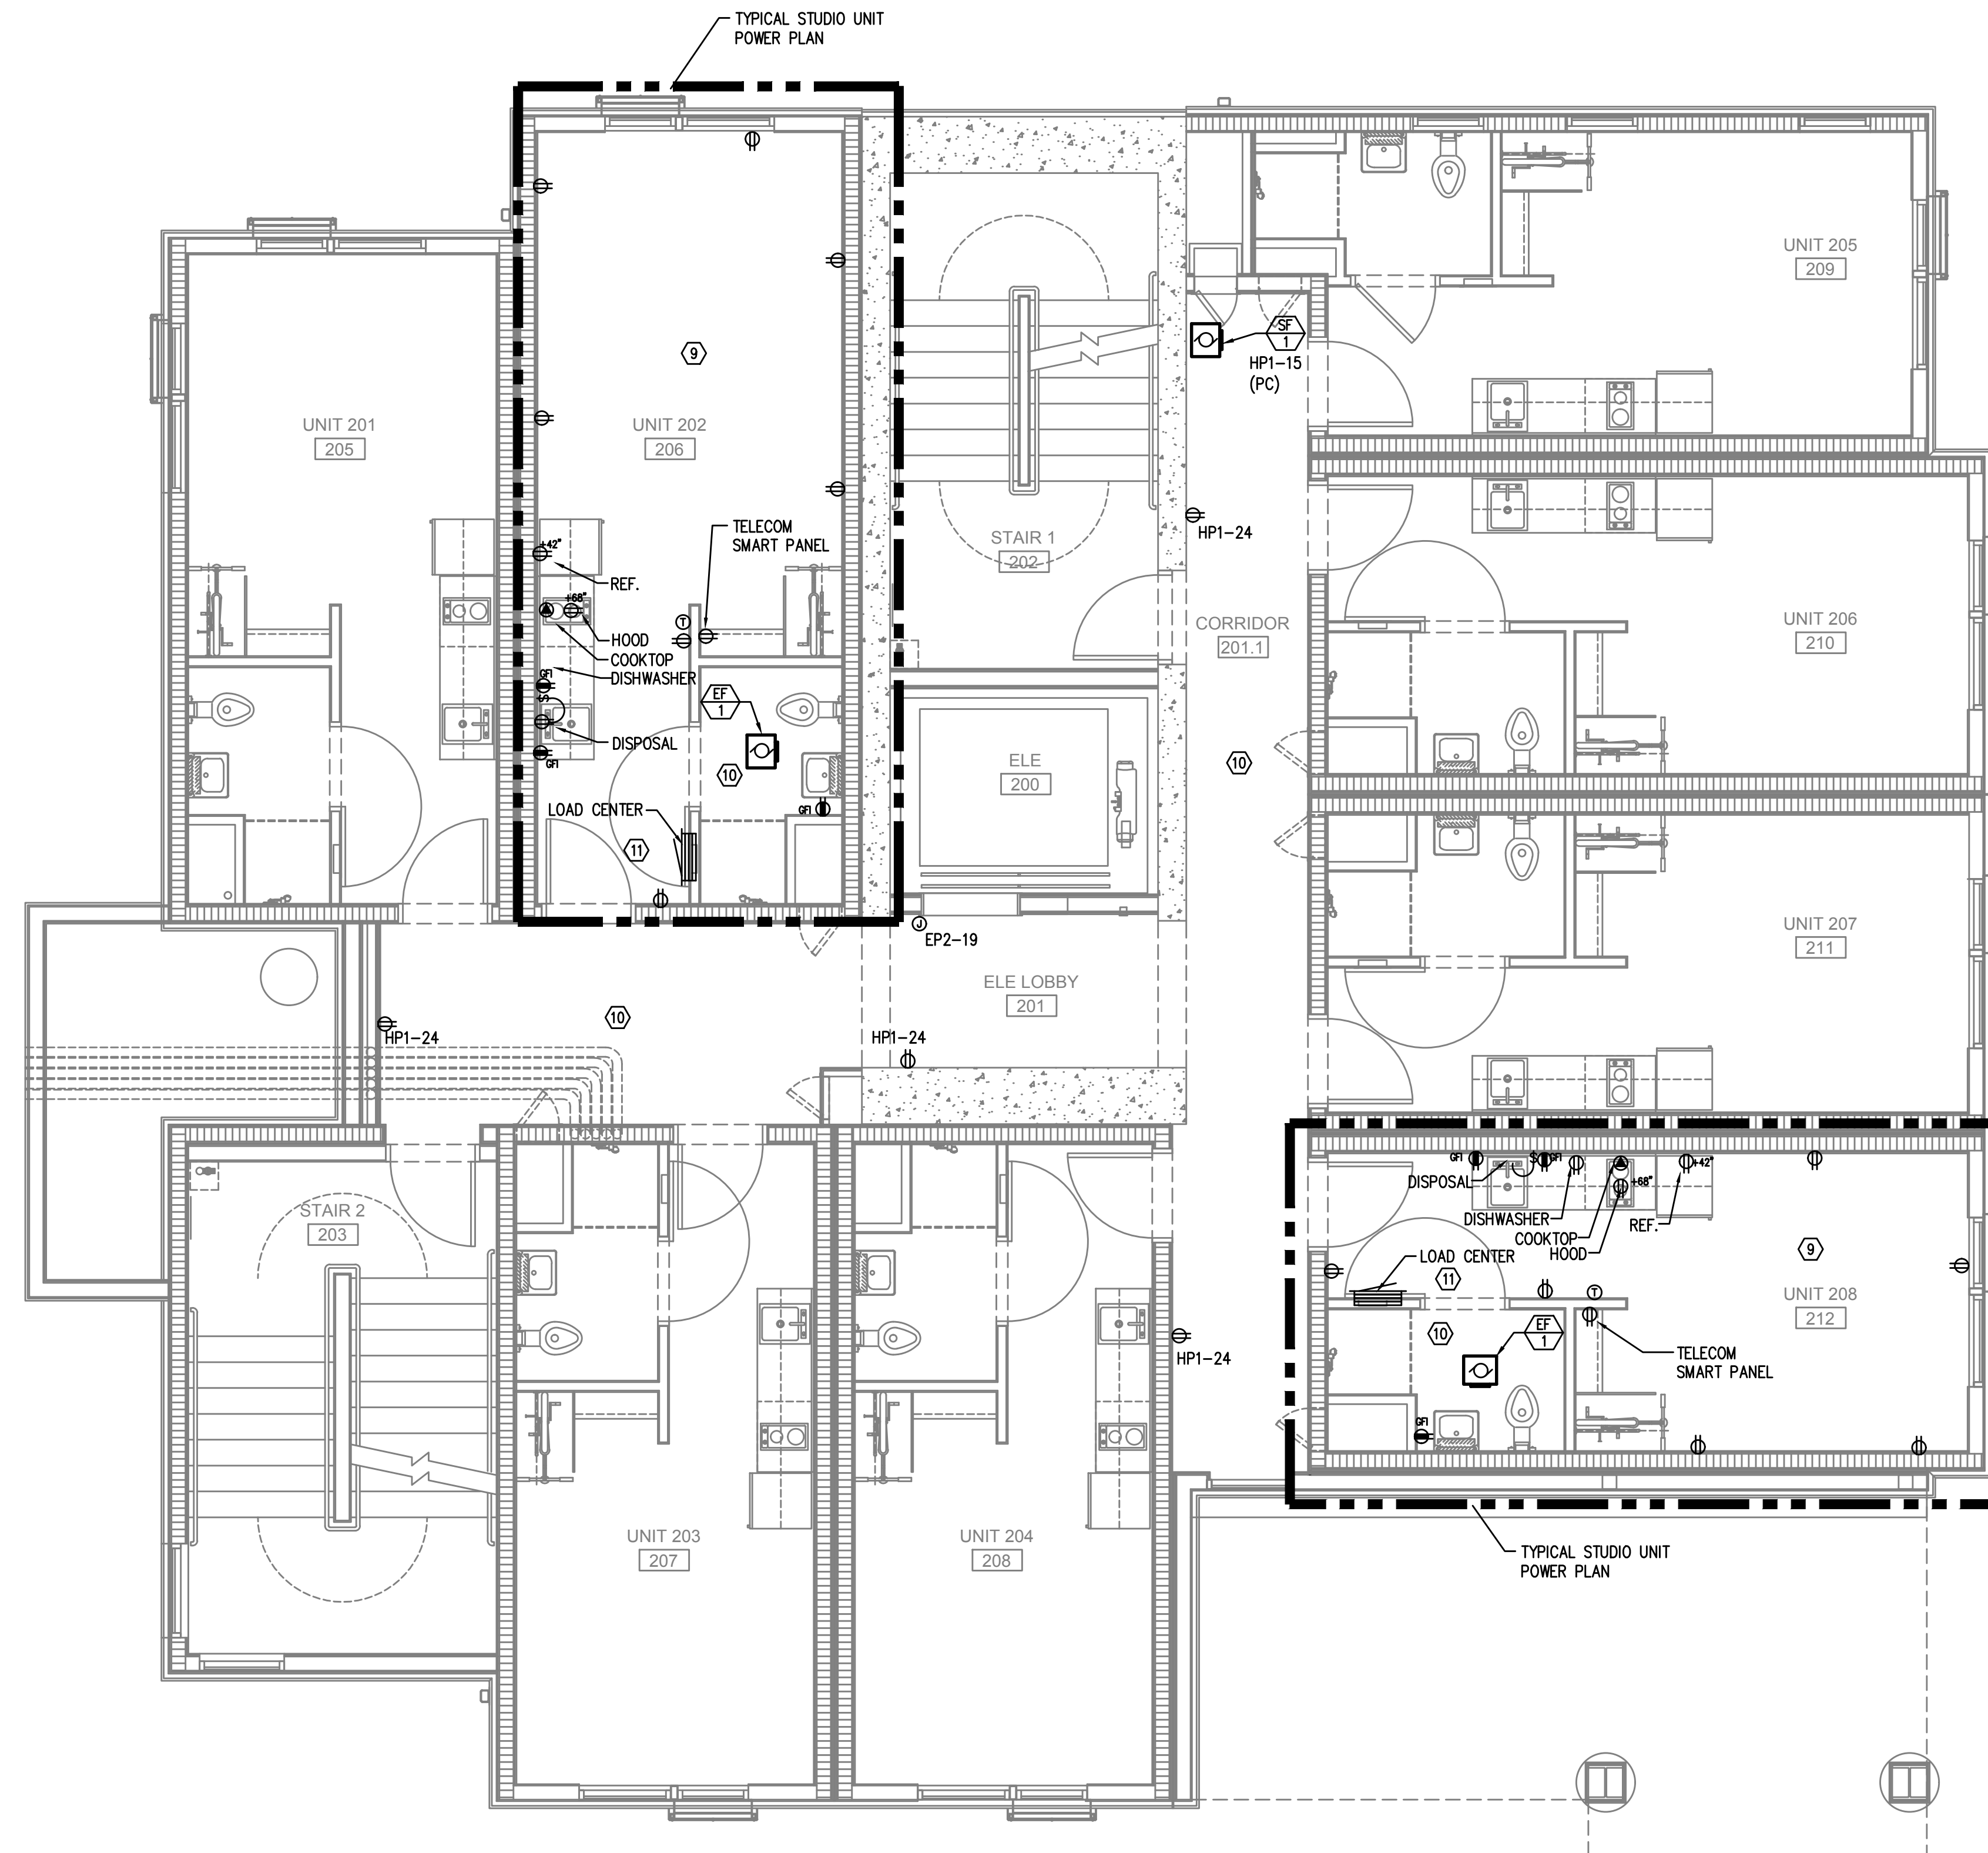 TYPICAL STUDIO UNIT
POWER PLAN
UNIT 205
209
SF
1
HP1-15
(PC)
9
UNIT 201
205
UNIT 202
206
TELECOM
SMART PANEL
HP1-24
STAIR 1
202
+42"
REF.
+68"
T
HOOD
COOKTOP
GFI
DISHWASHER
CORRIDOR
201.1
UNIT 206
210
EF
1
$
DISPOSAL
GFI
10
ELE
200
10
LOAD CENTER
GFI
11
J
EP2-19
UNIT 207
211
ELE LOBBY
201
10
HP1-24
HP1-24
GFI
$
GFI
+42"
DISPOSAL
+68"
DISHWASHER
REF.
COOKTOP
HOOD
LOAD CENTER
9
11
T
STAIR 2
203
UNIT 208
212
10
EF
1
HP1-24
TELECOM
SMART PANEL
GFI
UNIT 203
207
UNIT 204
208
TYPICAL STUDIO UNIT
POWER PLAN